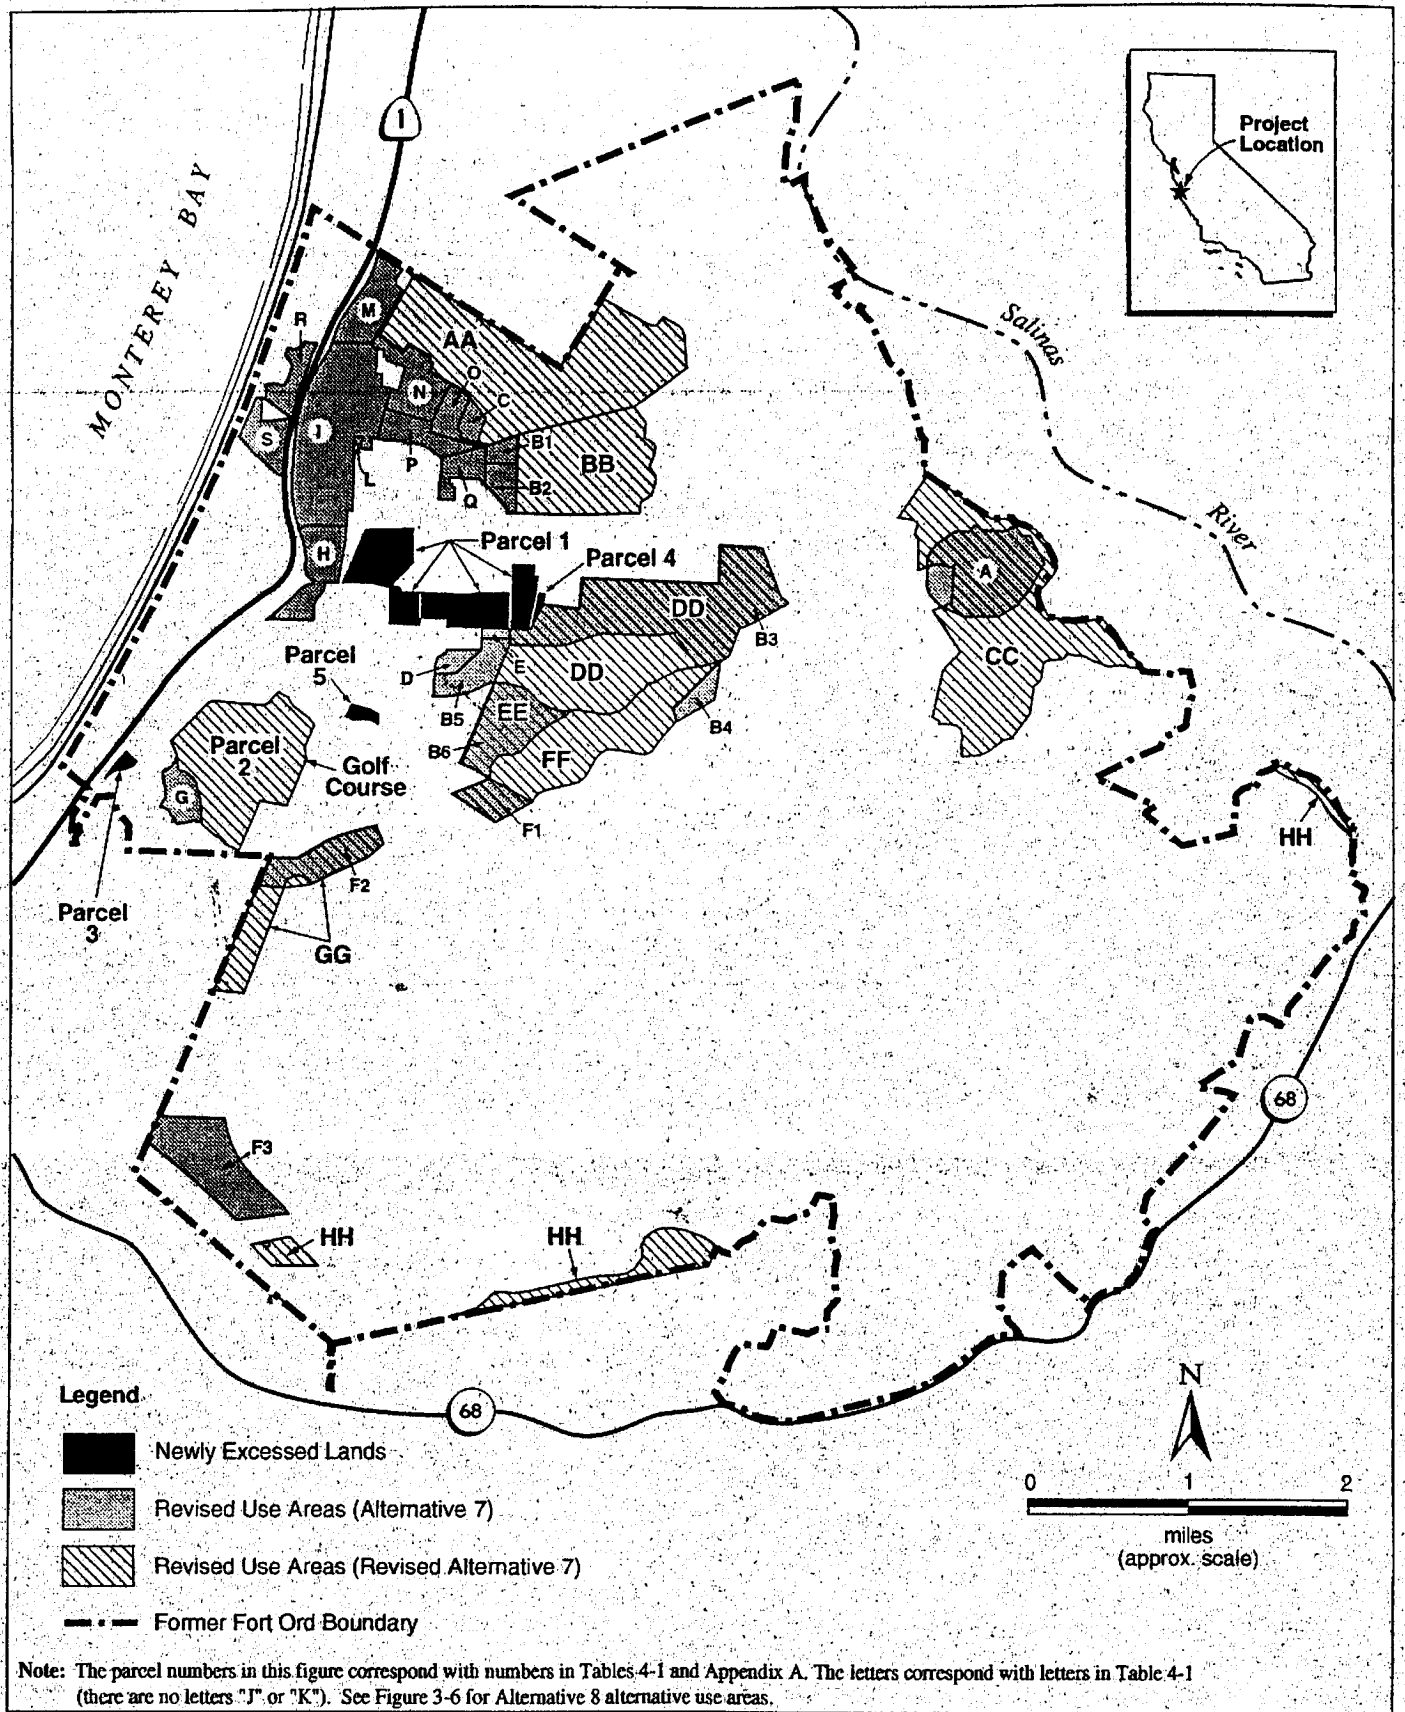 1
Project
Location
MONTEREY BAY
Salinas
River
R
M
AA
O
N
C
S
I
B1
P
BB
L
B2
Q
H
Parcel 1
Parcel 4
A
DD
B3
Parcel
5
D
E
DD
CC
B5
EE
B4
B6
FF
Parcel
2
Golf
Course
G
F1
HH
F2
Parcel
3
GG
F3
68
HH
HH
N
68
Legend
Newly Excessed Lands
Revised Use Areas (Alternative 7)
Revised Use Areas (Revised Alternative 7)
Former Fort Ord Boundary
0 1 2
miles
(approx. scale)
Note: The parcel numbers in this figure correspond with numbers in Tables 4-1 and Appendix A. The letters correspond with letters in Table 4-1
(there are no letters "J" or "K"). See Figure 3-6 for Alternative 8 alternative use areas.